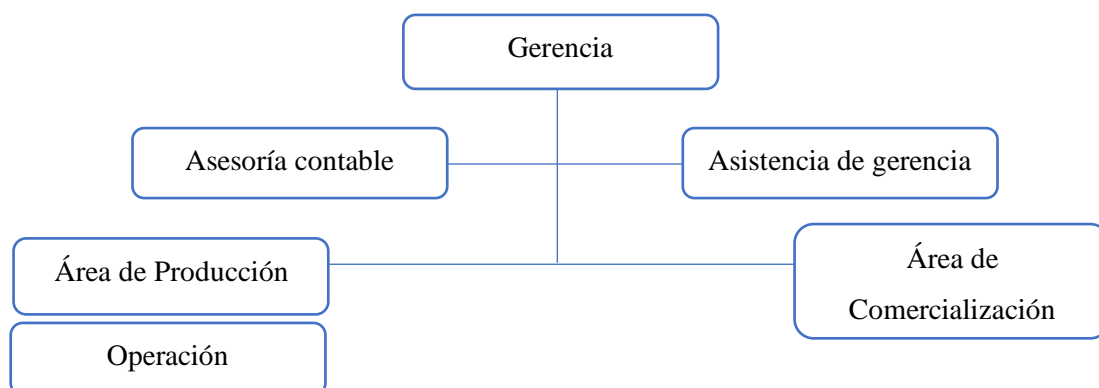 Gerencia
Asesoría contable
Asistencia de gerencia
Área de Producción
Área de
Comercialización
Operación